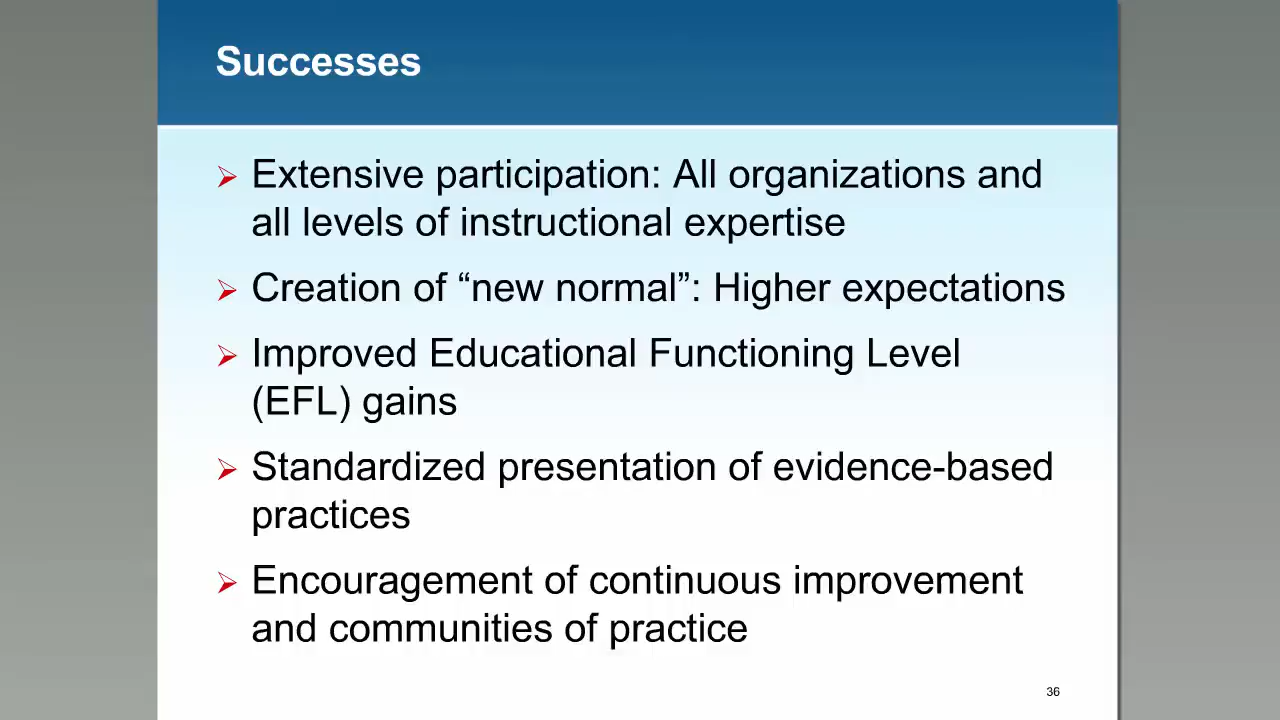 Successes
Extensive participation: All organizations and
all levels of instructional expertise
Creation of “new normal”: Higher expectations
Improved Educational Functioning Level
(EFL) gains
Standardized presentation of evidence-based
practices
Encouragement of continuous improvement
and communities of practice
36